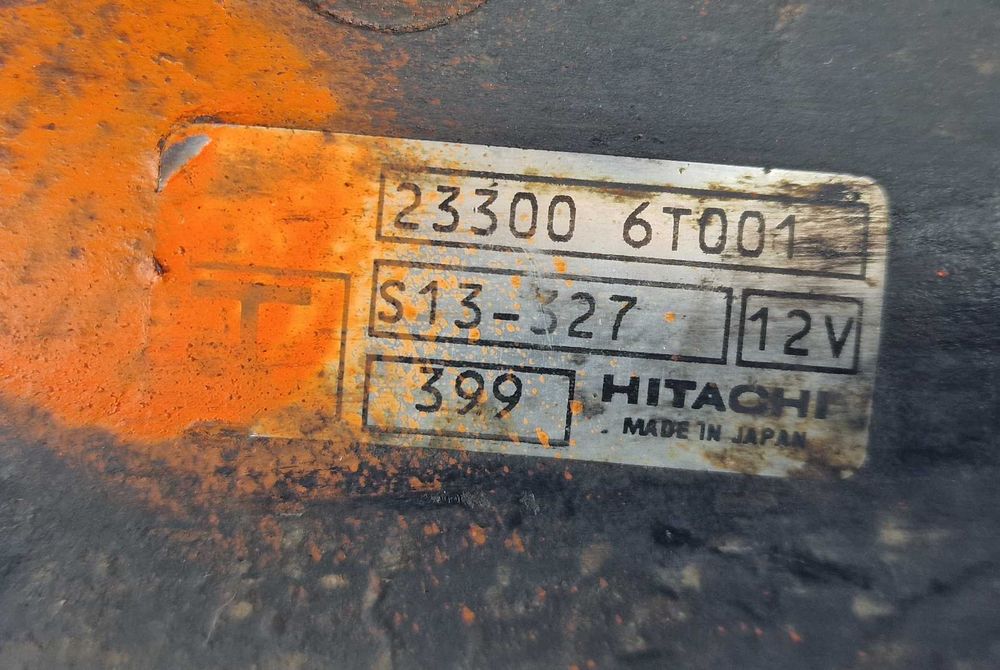 23300 6T001
T
S13-327 12V
399 HITACHI
MADE IN JAPAN